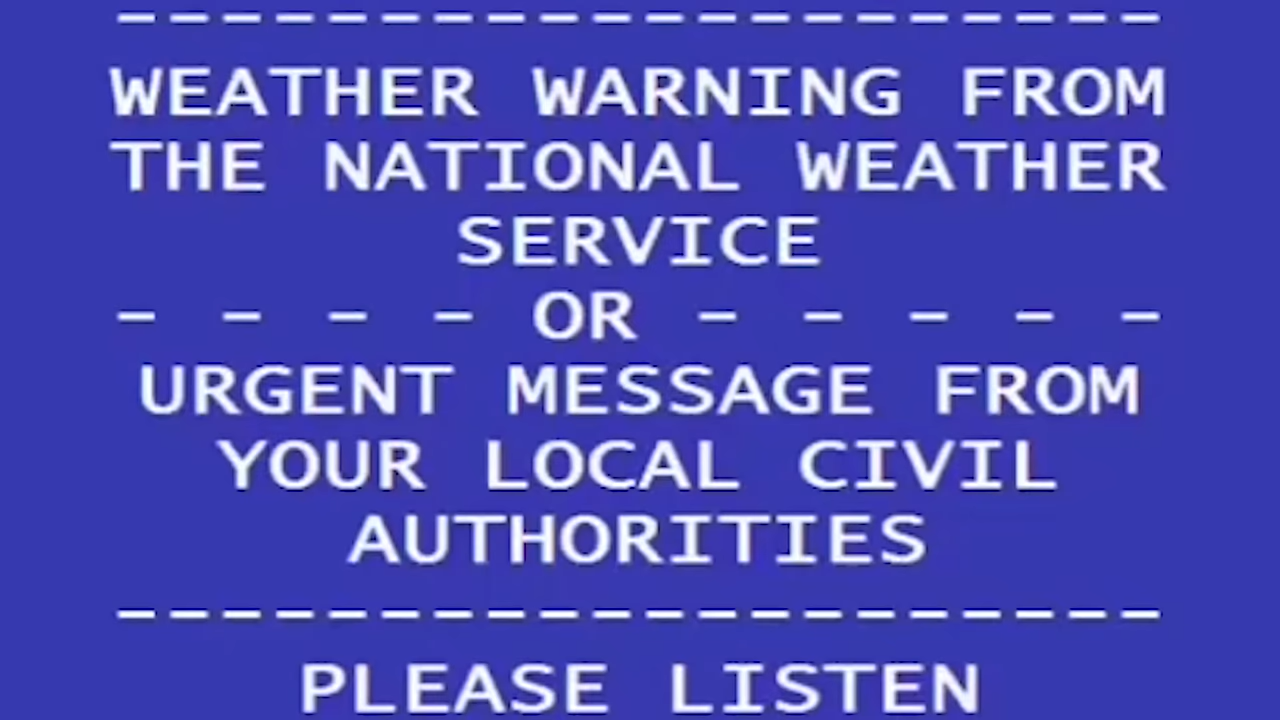 --------------------
WEATHER WARNING FROM
THE NATIONAL WEATHER
SERVICE
- - - - OR - - - - -
URGENT MESSAGE FROM
YOUR LOCAL CIVIL
AUTHORITIES
--------------------
PLEASE LISTEN